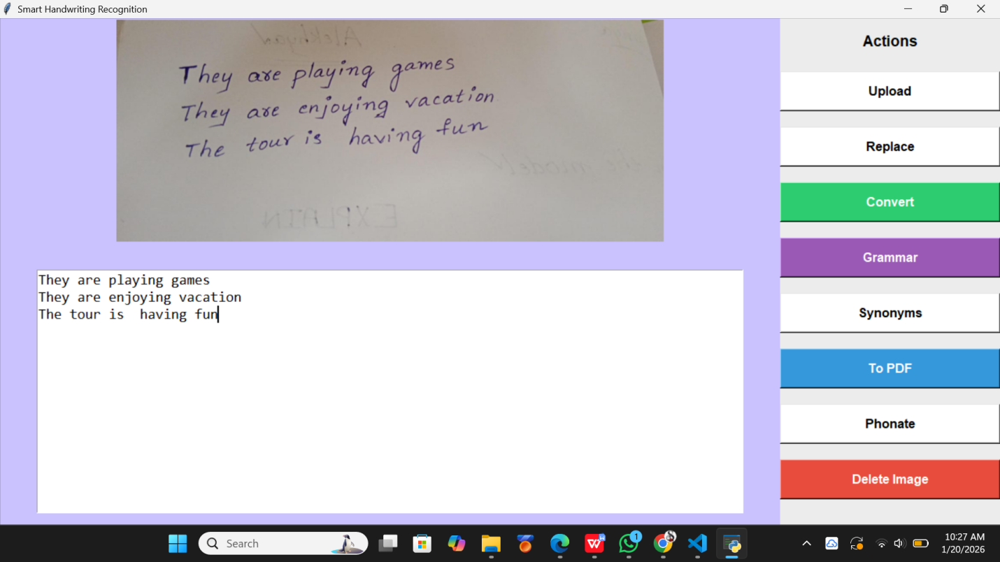 Smart Handwriting Recognition
They are playing games
They are enjoying vacation
The tour is having fun
EXPLAIN
They are playing games
They are enjoying vacation
The tour is  having fun
Actions
Upload
Replace
Convert
Grammar
Synonyms
To PDF
Phonate
Delete Image
Search
1
10:27 AM
1/20/2026